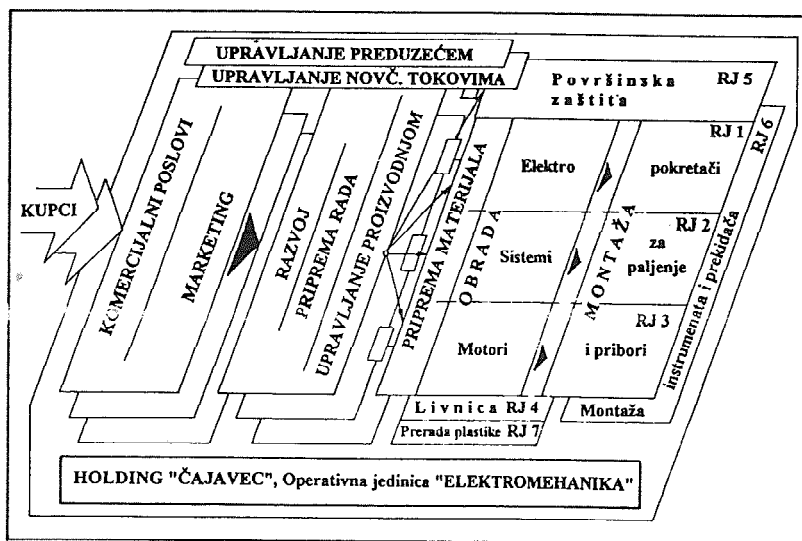 UPRAVLJANJE PREDUZEĆEM
UPRAVLJANJE NOVČ. TOKOVIMA
Površinska zaštita RJ 5
KUPCI
KOMERCIJALNI POSLOVI
MARKETING
RAZVOJ
PRIPREMA RADA
UPRAVLJANJE PROIZVODNJOM
PRIPREMA MATERIJALA
OBRADA
Elektro
Sistemi
Motori
MONTAŽA
RJ 1
pokretači
RJ 2
za
paljenje
RJ 3
i pribori
RJ 6
instrumenata i prekidača
Montaža
Livnica RJ 4
Prerada plastike RJ 7
HOLDING "ČAJAVEC", Operativna jedinica "ELEKTROMEHANIKA"